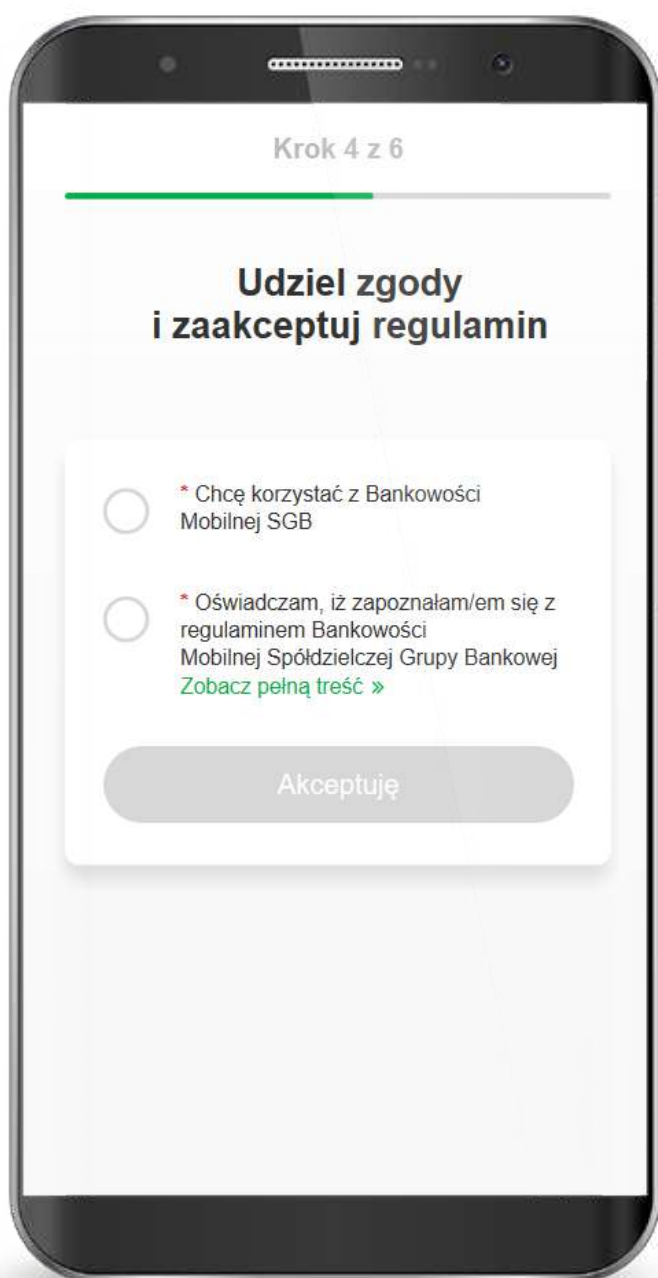 Krok 4 z 6
Udziel zgody
i zaakceptuj regulamin
* Chcę korzystać z Bankowości
Mobilnej SGB
* Oświadczam, iż zapoznałam/em się z
regulaminem Bankowości
Mobilnej Spółdzielczej Grupy Bankowej
Zobacz pełną treść »
Akceptuję